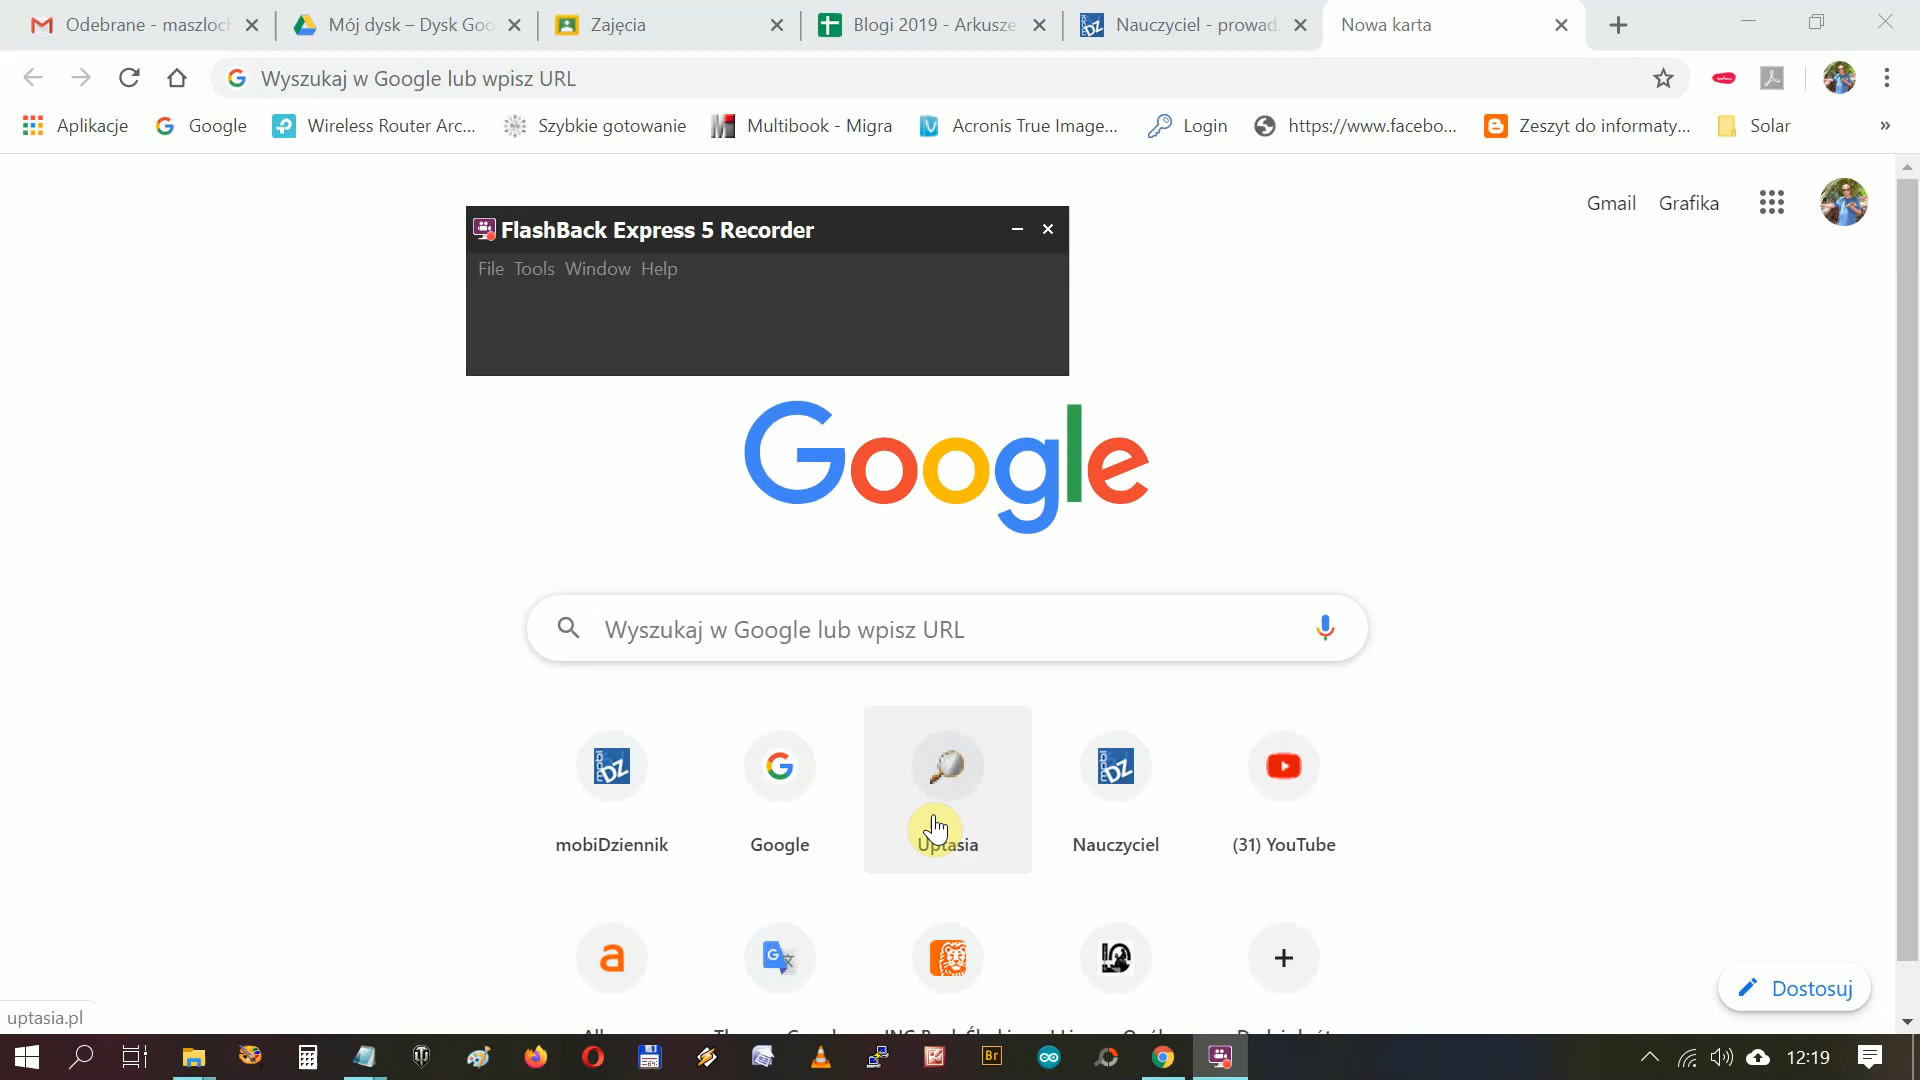 Odebrane - maszloch
Mój dysk – Dysk Goo
Zajęcia
Blogi 2019 - Arkusze
Nauczyciel - prowad
Nowa karta
Wyszukaj w Google lub wpisz URL
Aplikacje
Google
Wireless Router Arc...
Szybkie gotowanie
Multibook - Migra
Acronis True Image...
Login
https://www.facebo...
Zeszyt do informaty...
Solar
»
Gmail
Grafika
FlashBack Express 5 Recorder
File Tools Window Help
Google
Wyszukaj w Google lub wpisz URL
mobiDziennik
Google
Uptasia
Nauczyciel
(31) YouTube
Dostosuj
uptasia.pl
Br
12:19